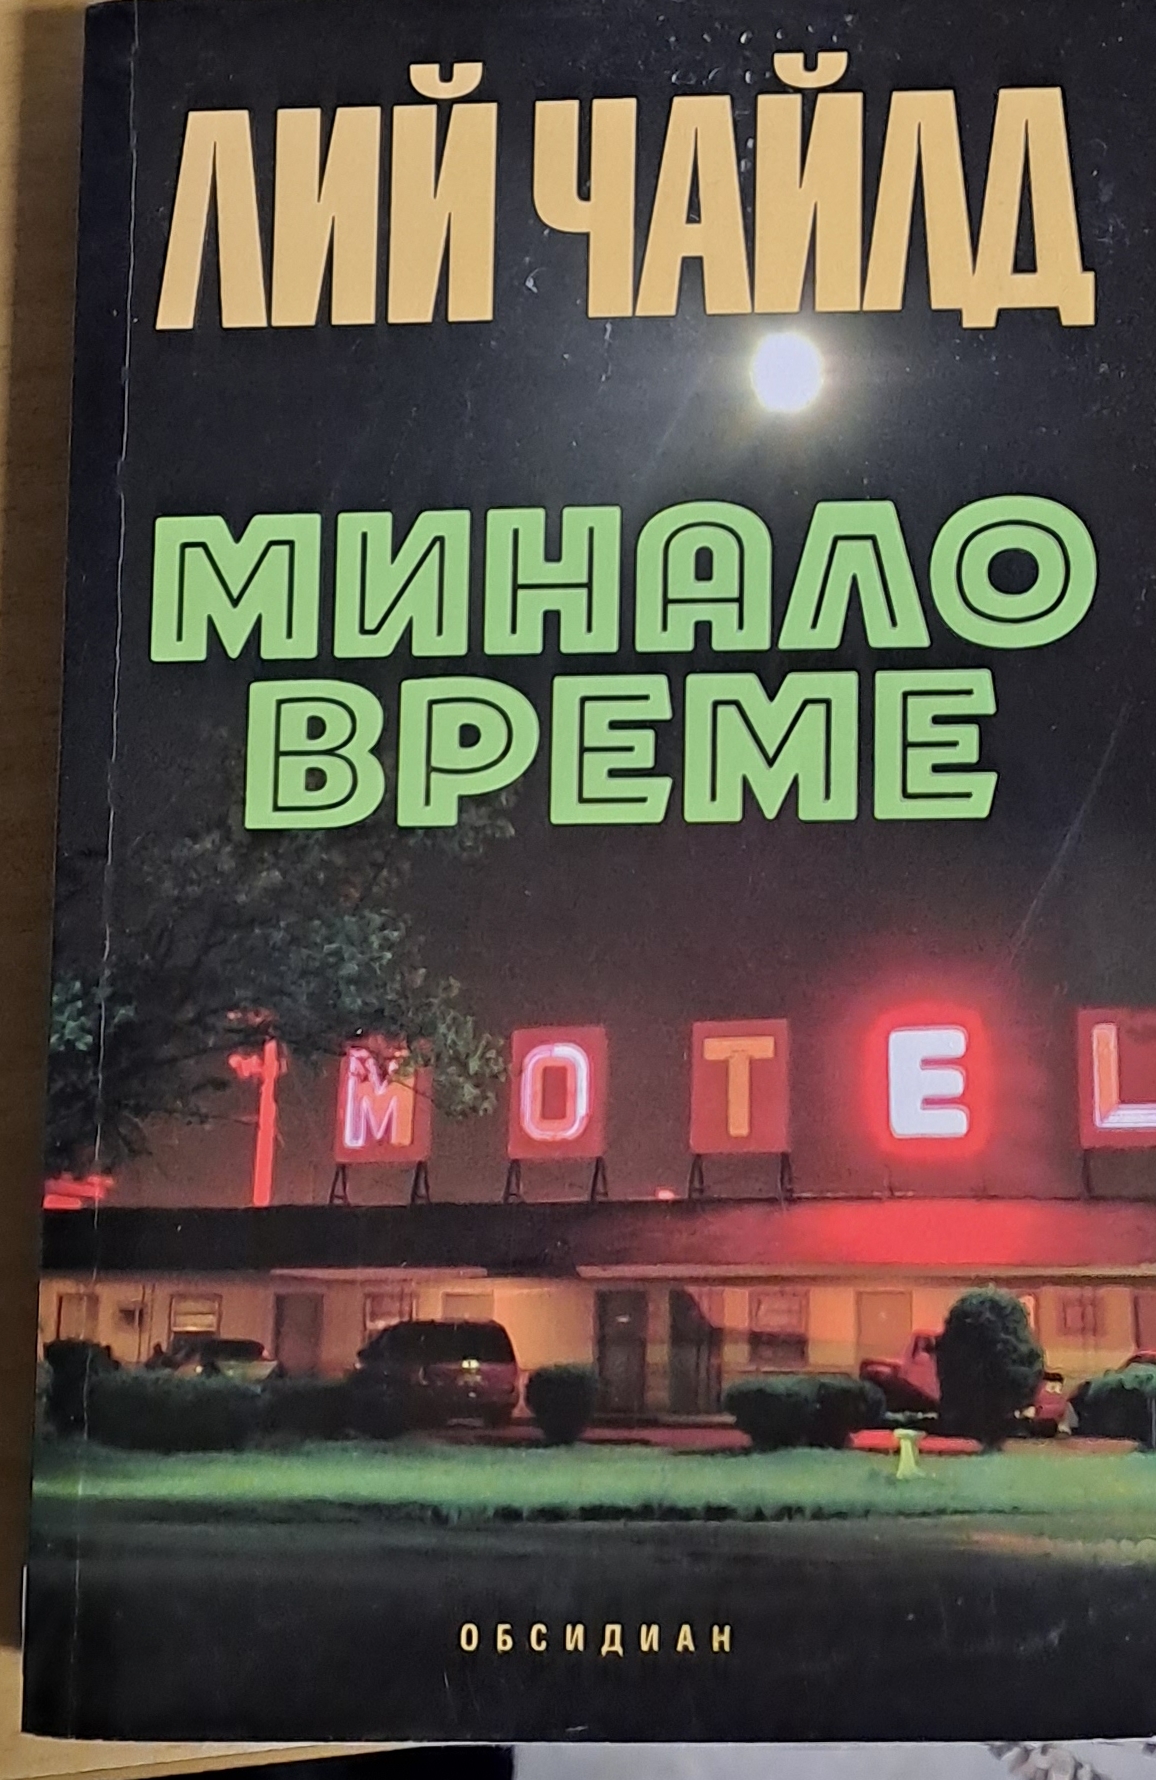 ЛИЙ ЧАЙЛД
МИНАЛО
ВРЕМЕ
MOTEL
ОБСИДИАН